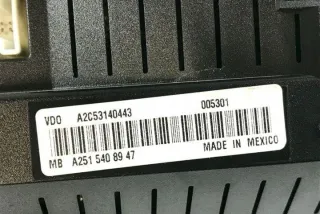 VDO A2C53140443 005301
MB A251 540 89 47 MADE IN MEXICO